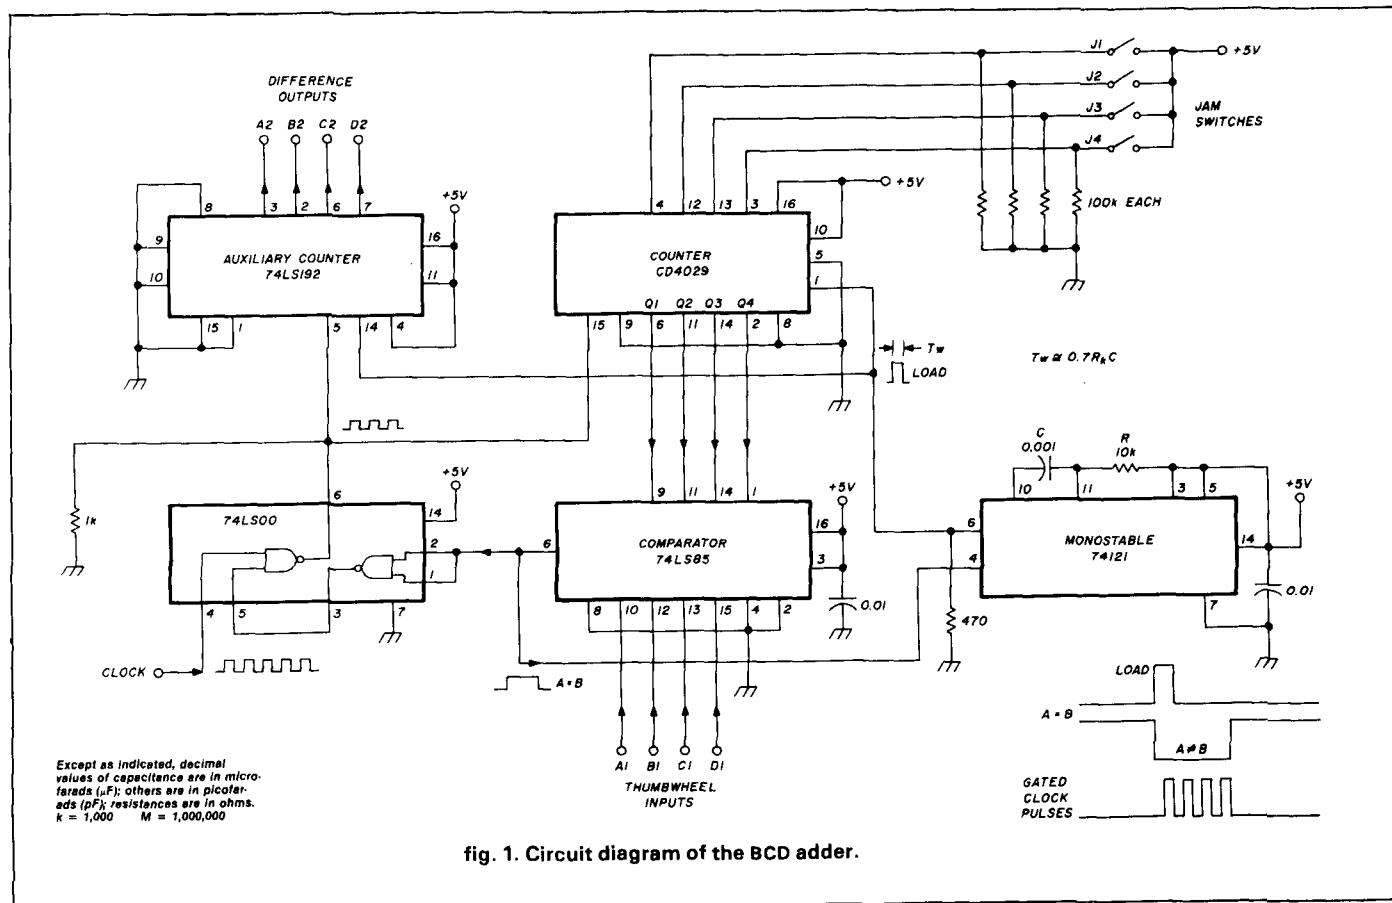 DIFFERENCE
OUTPUTS
A2 B2 C2 D2
8 3 2 6 7
+5V
9
10
16
11
AUXILIARY COUNTER
74LS192
15 1 5 14 4
J1
J2
J3
J4
+5V
JAM
SWITCHES
100k EACH
4 12 13 3 16
+5V
10
5
1
COUNTER
CD4029
Q1 Q2 Q3 Q4
15 9 6 11 14 2 8
Tw
LOAD
Tw ≅ 0.7RkC
1k
6
+5V
74LS00
14
2
1
4 5 3 7
CLOCK
9 11 14 1
+5V
6
16
3
COMPARATOR
74LS85
0.01
8 10 12 13 15 4 2
A = B
A1 B1 C1 D1
THUMBWHEEL
INPUTS
C
0.001
R
10k
10 11 3 5
+5V
6
4
14
MONOSTABLE
74121
7
470
0.01
LOAD
A = B
A≠B
GATED
CLOCK
PULSES
Except as indicated, decimal
values of capacitance are in micro-
farads (μF); others are in picofar-
ads (pF); resistances are in ohms.
k = 1,000 M = 1,000,000
fig. 1. Circuit diagram of the BCD adder.